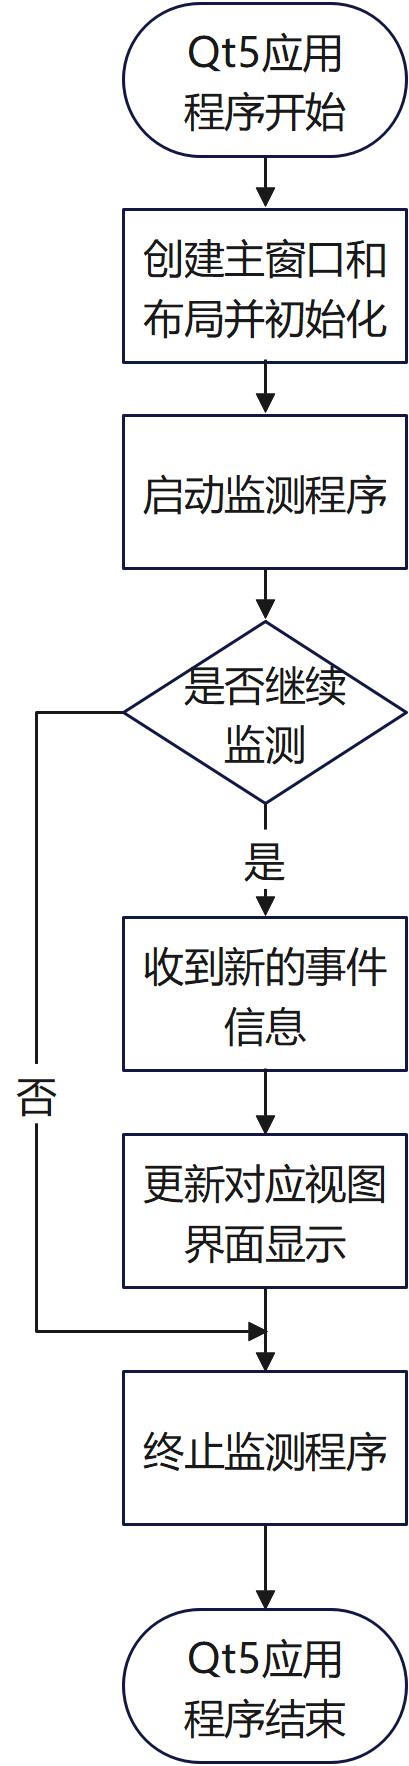 Qt5应用
程序开始
创建主窗口和
布局并初始化
启动监测程序
是否继续
监测
是
收到新的事件
信息
否
更新对应视图
界面显示
终止监测程序
Qt5应用
程序结束